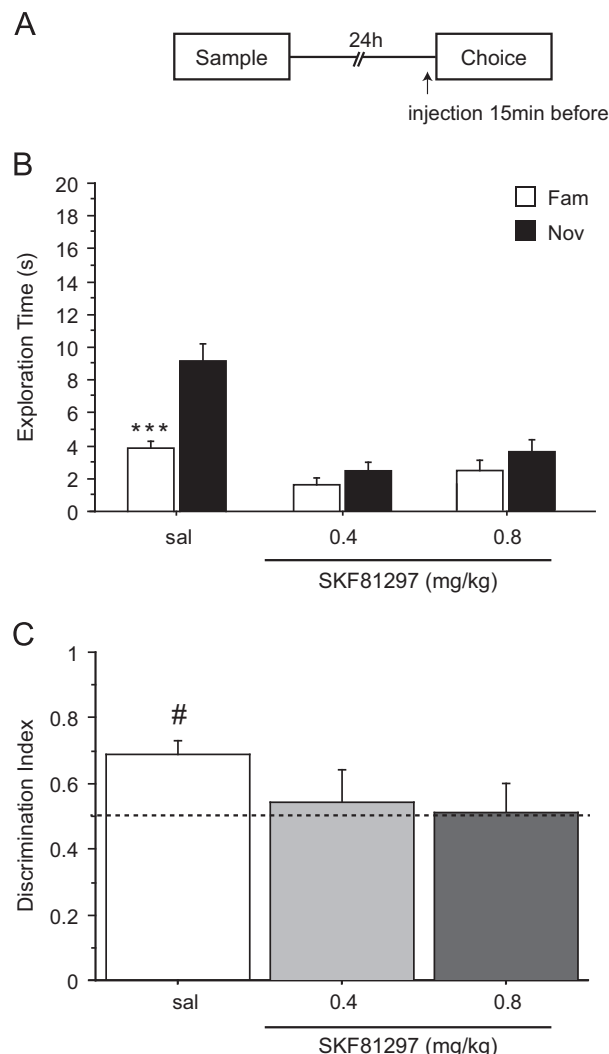 A
Sample
24h
Choice
injection 15min before
B
Exploration Time (s)
20
18
16
14
12
10
8
6
4
2
0
Fam
Nov
***
sal
0.4
0.8
SKF81297 (mg/kg)
C
Discrimination Index
1
0.8
0.6
0.4
0.2
0
#
sal
0.4
0.8
SKF81297 (mg/kg)